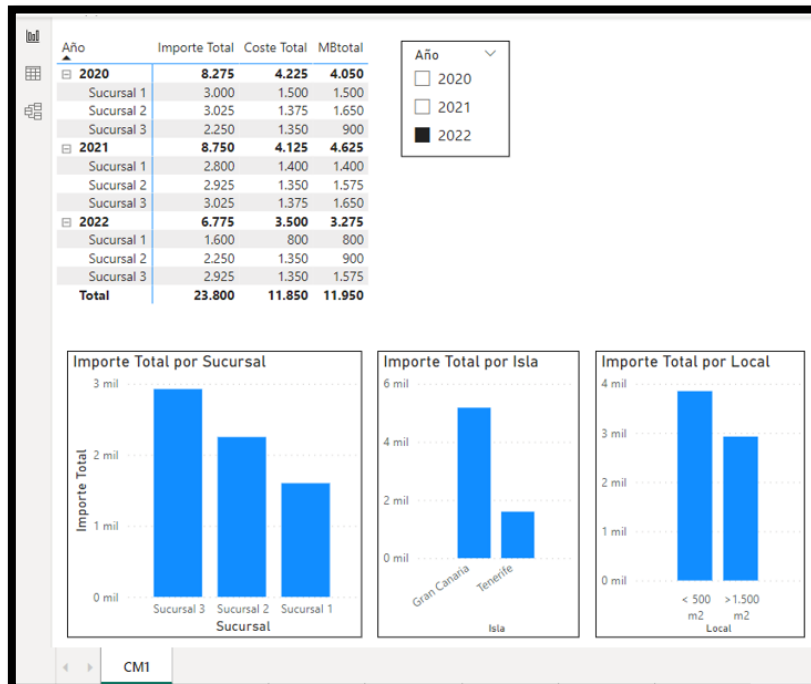 Año Importe Total Coste Total MBtotal
2020 8.275 4.225 4.050
Sucursal 1 3.000 1.500 1.500
Sucursal 2 3.025 1.375 1.650
Sucursal 3 2.250 1.350 900
2021 8.750 4.125 4.625
Sucursal 1 2.800 1.400 1.400
Sucursal 2 2.925 1.350 1.575
Sucursal 3 3.025 1.375 1.650
2022 6.775 3.500 3.275
Sucursal 1 1.600 800 800
Sucursal 2 2.250 1.350 900
Sucursal 3 2.925 1.350 1.575
Total 23.800 11.850 11.950
Año
2020
2021
2022
Importe Total por Sucursal
Importe Total
3 mil
2 mil
1 mil
0 mil
Sucursal 3 Sucursal 2 Sucursal 1
Sucursal
Importe Total por Isla
6 mil
4 mil
2 mil
0 mil
Gran Canaria Tenerife
Isla
Importe Total por Local
4 mil
3 mil
2 mil
1 mil
0 mil
< 500 >1.500
m2 m2
Local
CM1